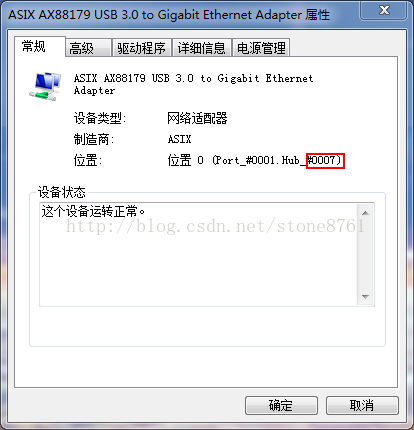 ASIX AX88179 USB 3.0 to Gigabit Ethernet Adapter 属性
常规 高级 驱动程序 详细信息 电源管理
ASIX AX88179 USB 3.0 to Gigabit Ethernet
Adapter
设备类型: 网络适配器
制造商: ASIX
位置: 位置 0 (Port_#0001.Hub_#0007)
设备状态
这个设备运转正常。
http://blog.csdn.net/stone8761
确定 取消